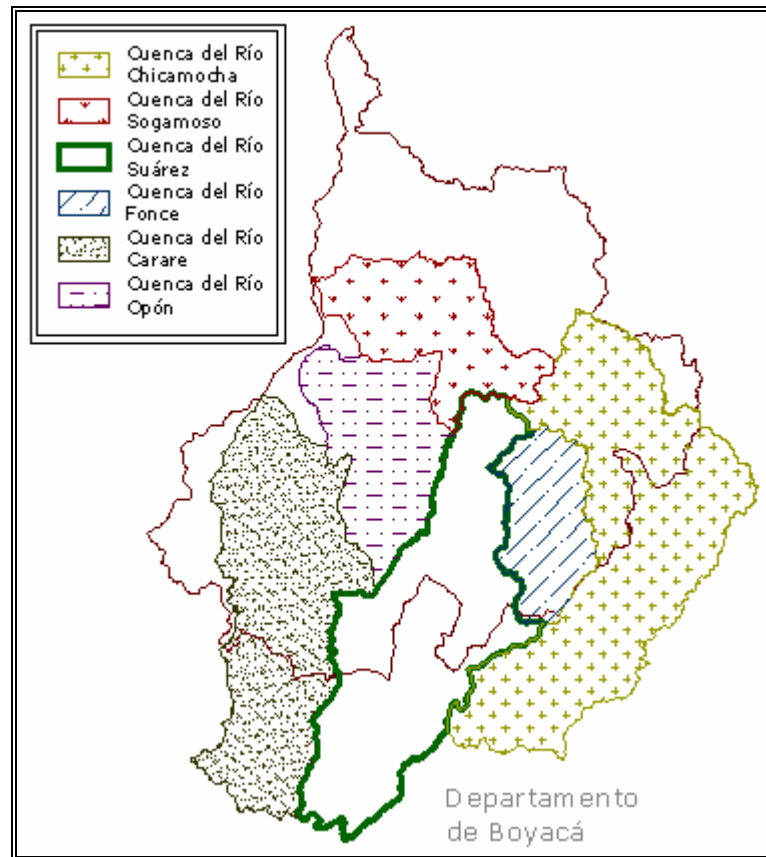 Cuenca del Río
Chicamocha
Cuenca del Río
Sogamoso
Cuenca del Río
Suárez
Cuenca del Río
Fonce
Cuenca del Río
Carare
Cuenca del Río
Opón
Departamento
de Boyacá